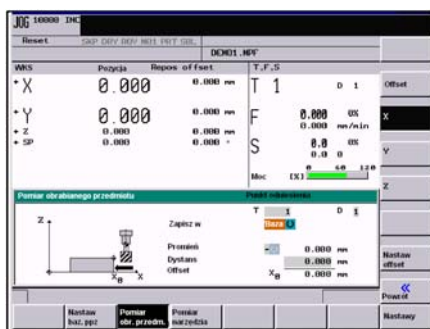 JOG 10000 INC
Reset SKP DRY ROV M01 PRT SBL
DEMO1.MPF
WKS Pozycja Repos offset T,F,S
+ X 0.000 0.000 mm T 1 D 1
+ Y 0.000 0.000 mm F 0.000 0%
0.000 mm/min
+ Z 0.000 0.000 mm
+ SP 0.000 0.000 ° S 0.0 0%
0.0 0
0 60 120
Moc [%]
Offset
X
Y
Z
Nastaw offset
«
Powrót
Nastawy
Pomiar obrabianego przedmiotu Punkt odniesienia
T 1 D 1
Zapisz w Baza
Promień 0.000 mm
Dystans 0.000 mm
Offset X0 0.000 mm
Z
X0 X
Nastaw baz. ppz
Pomiar obr. przedm.
Pomiar narzędzia